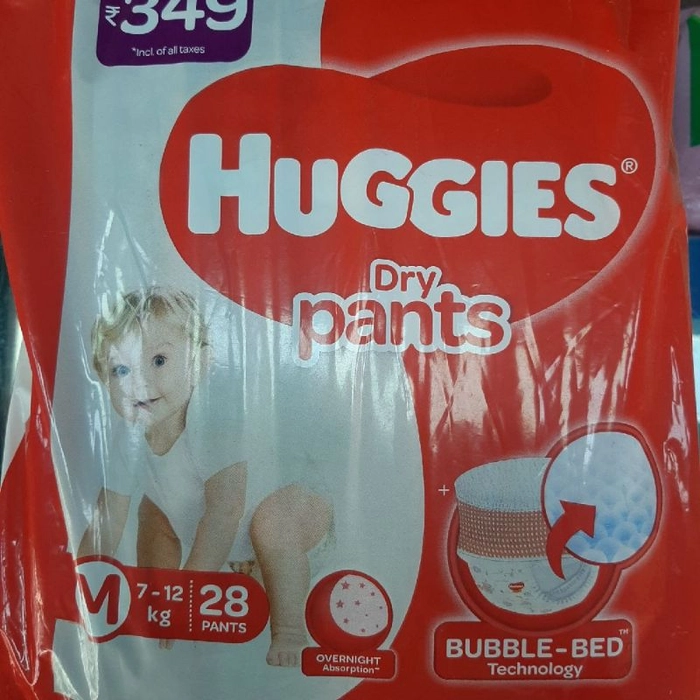 ₹349
*Incl. of all taxes
HUGGIES®
Dry
pants
M 7-12 kg 28 PANTS
OVERNIGHT
Absorption**
BUBBLE-BED™
Technology